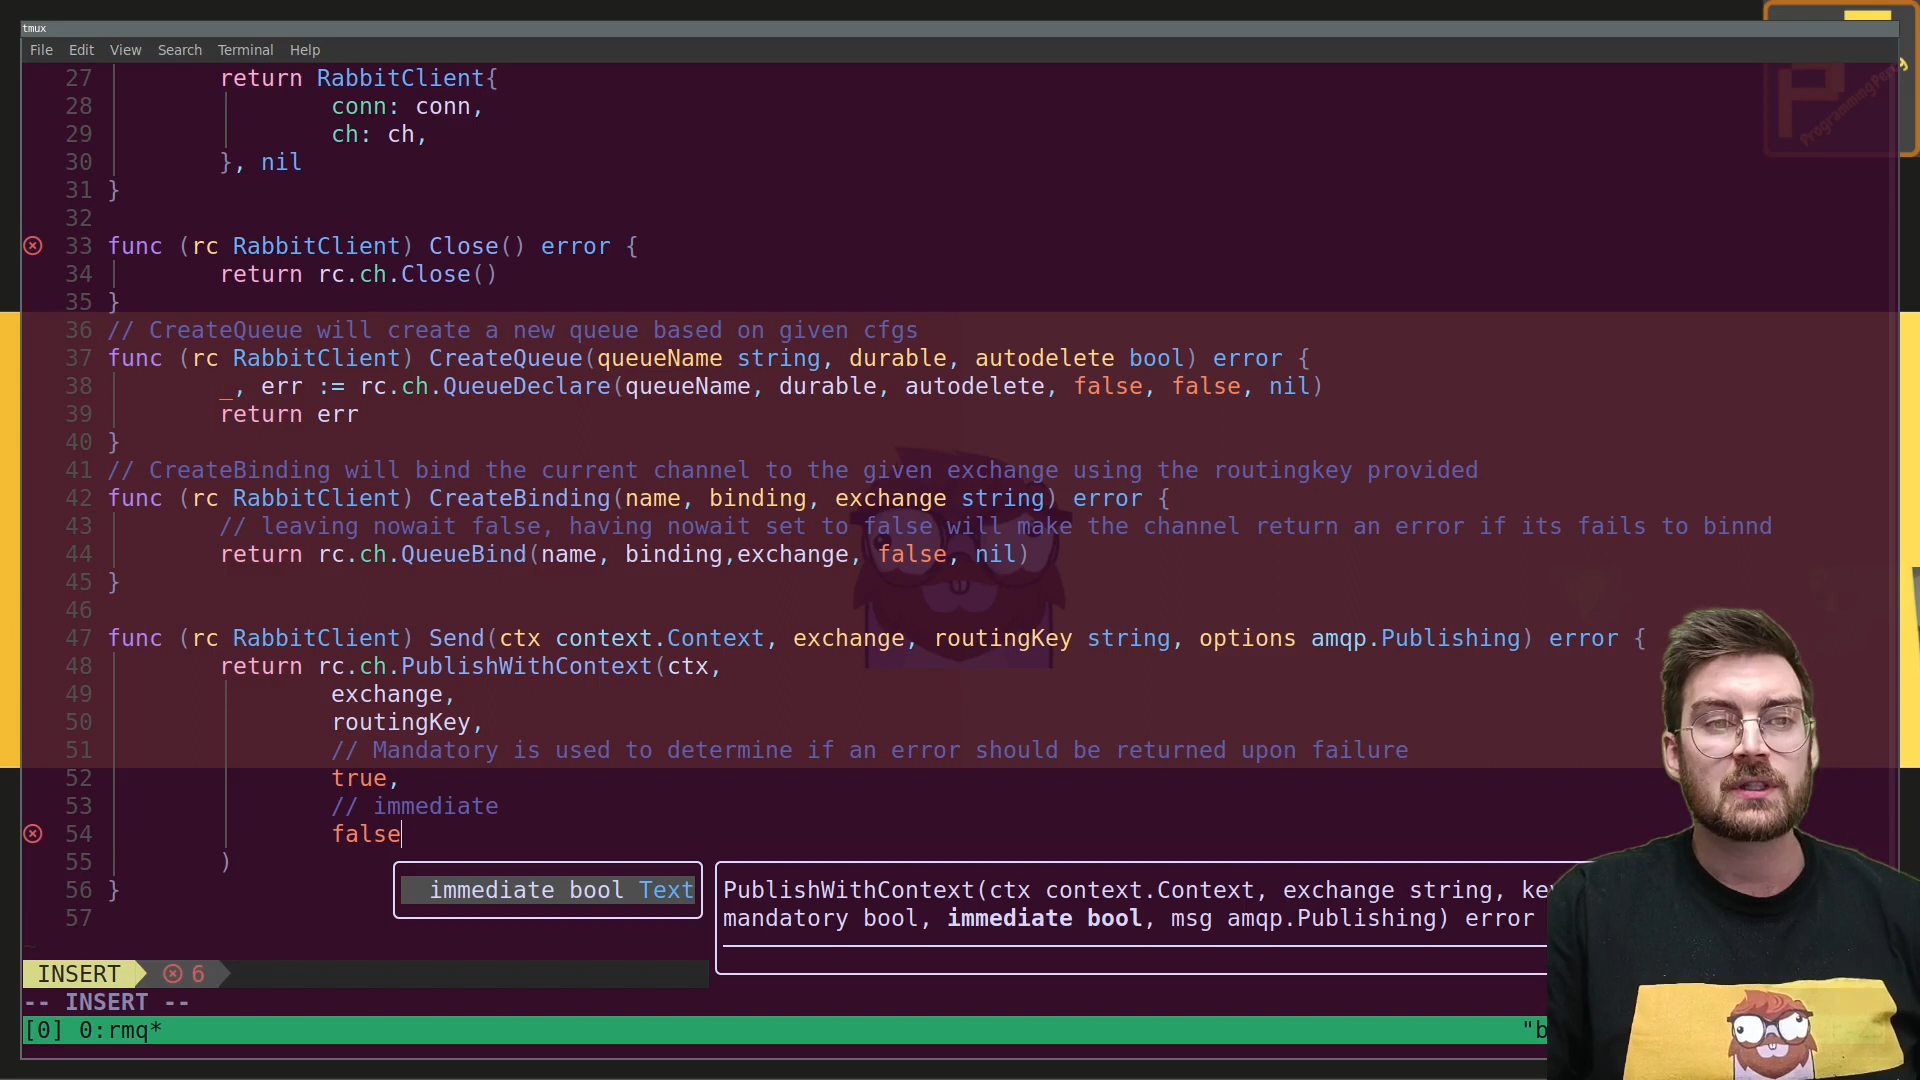 tmux
File Edit View Search Terminal Help
27 return RabbitClient{
28 conn: conn,
29 ch: ch,
30 }, nil
31 }
32
33 func (rc RabbitClient) Close() error {
34 return rc.ch.Close()
35 }
36 // CreateQueue will create a new queue based on given cfgs
37 func (rc RabbitClient) CreateQueue(queueName string, durable, autodelete bool) error {
38 _, err := rc.ch.QueueDeclare(queueName, durable, autodelete, false, false, nil)
39 return err
40 }
41 // CreateBinding will bind the current channel to the given exchange using the routingkey provided
42 func (rc RabbitClient) CreateBinding(name, binding, exchange string) error {
43 // leaving nowait false, having nowait set to false will make the channel return an error if its fails to binnd
44 return rc.ch.QueueBind(name, binding,exchange, false, nil)
45 }
46
47 func (rc RabbitClient) Send(ctx context.Context, exchange, routingKey string, options amqp.Publishing) error {
48 return rc.ch.PublishWithContext(ctx,
49 exchange,
50 routingKey,
51 // Mandatory is used to determine if an error should be returned upon failure
52 true,
53 // immediate
54 false
55 )
56 }
57
immediate bool Text
PublishWithContext(ctx context.Context, exchange string,
mandatory bool, immediate bool, msg amqp.Publishing) error
INSERT 6
-- INSERT --
[0] 0:rmq*
"b
P